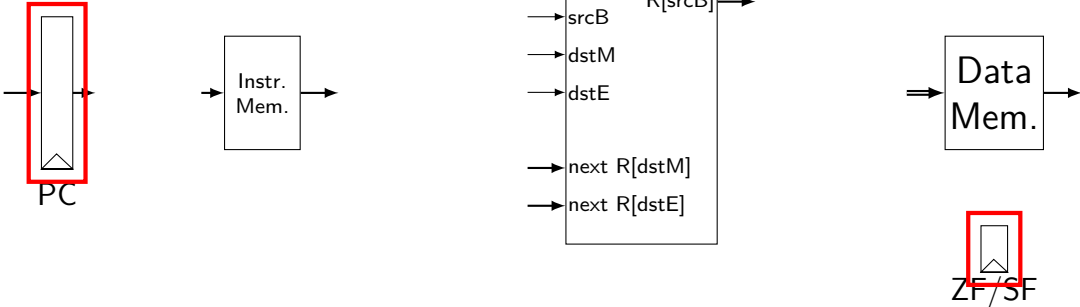 R[srcB]
srcB
dstM
dstE
next R[dstM]
next R[dstE]
Instr.
Mem.
Data
Mem.
PC
ZF/SF